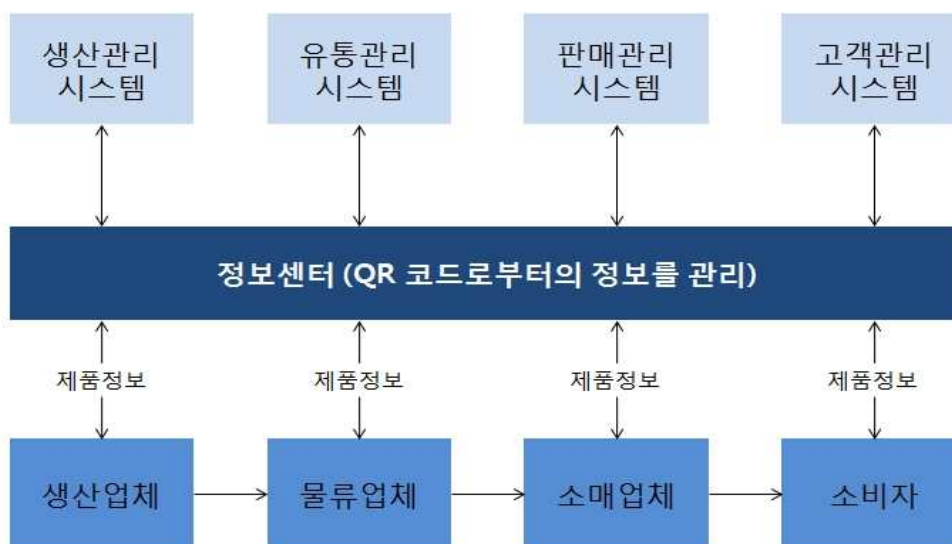 생산관리
시스템
유통관리
시스템
판매관리
시스템
고객관리
시스템
정보센터 (QR 코드로부터의 정보를 관리)
제품정보
제품정보
제품정보
제품정보
생산업체
물류업체
소매업체
소비자